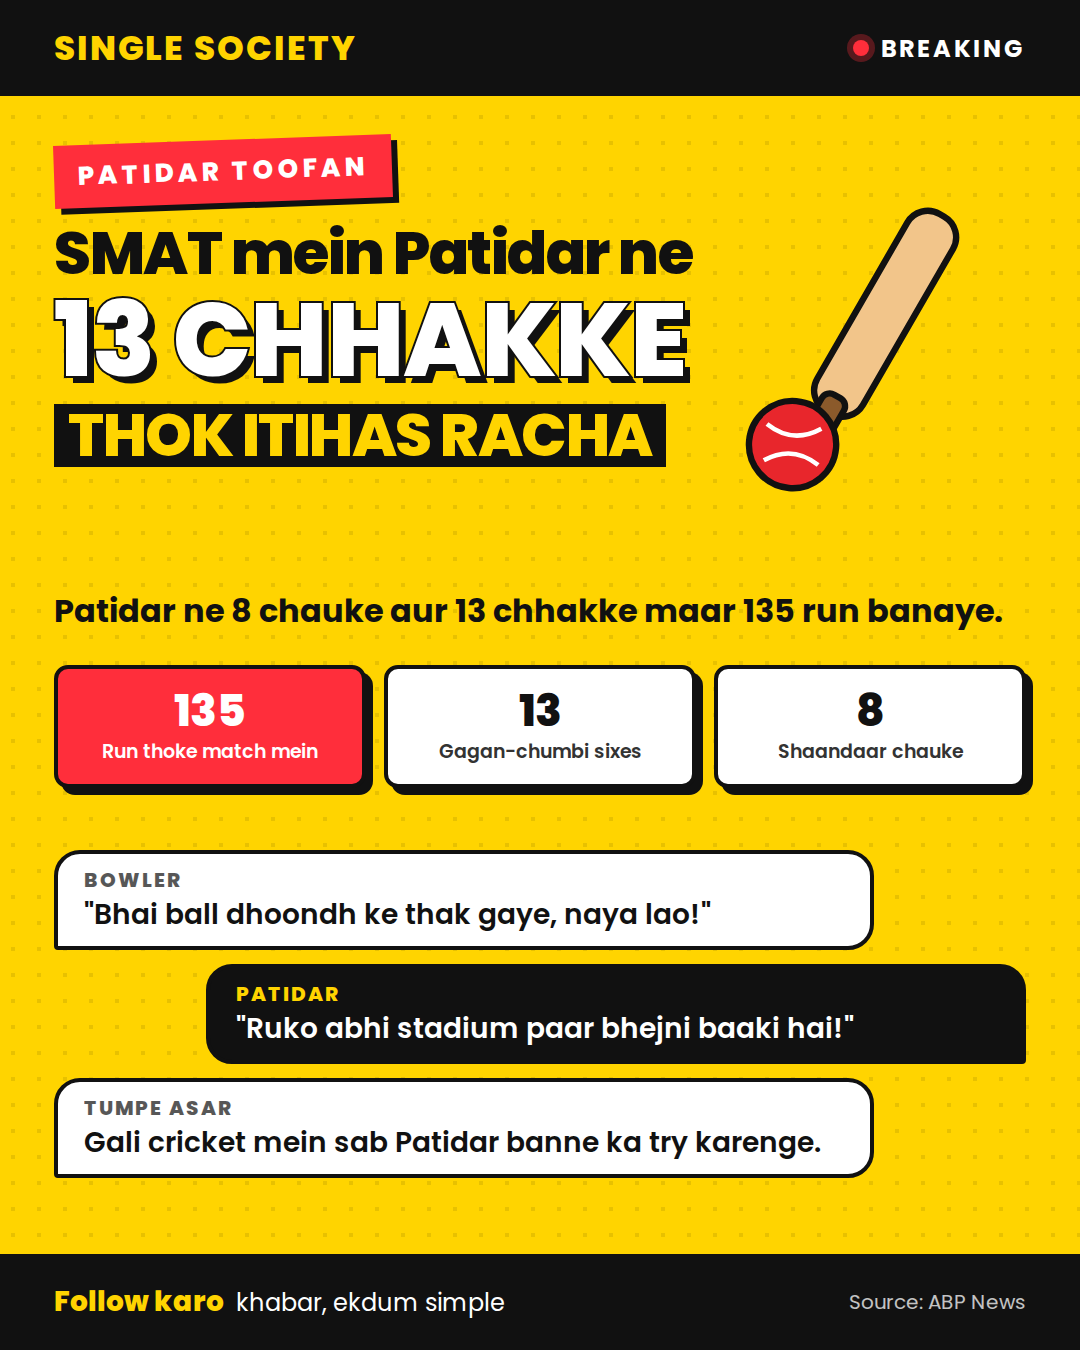 SINGLE SOCIETY
BREAKING
PATIDAR TOOFAN
SMAT mein Patidar ne
13 CHHAKKE
THOK ITIHAS RACHA
Patidar ne 8 chauke aur 13 chhakke maar 135 run banaye.
135
Run thoke match mein
13
Gagan-chumbi sixes
8
Shaandaar chauke
BOWLER
"Bhai ball dhoondh ke thak gaye, naya lao!"
PATIDAR
"Ruko abhi stadium paar bhejni baaki hai!"
TUMPE ASAR
Gali cricket mein sab Patidar banne ka try karenge.
Follow karo khabar, ekdum simple
Source: ABP News